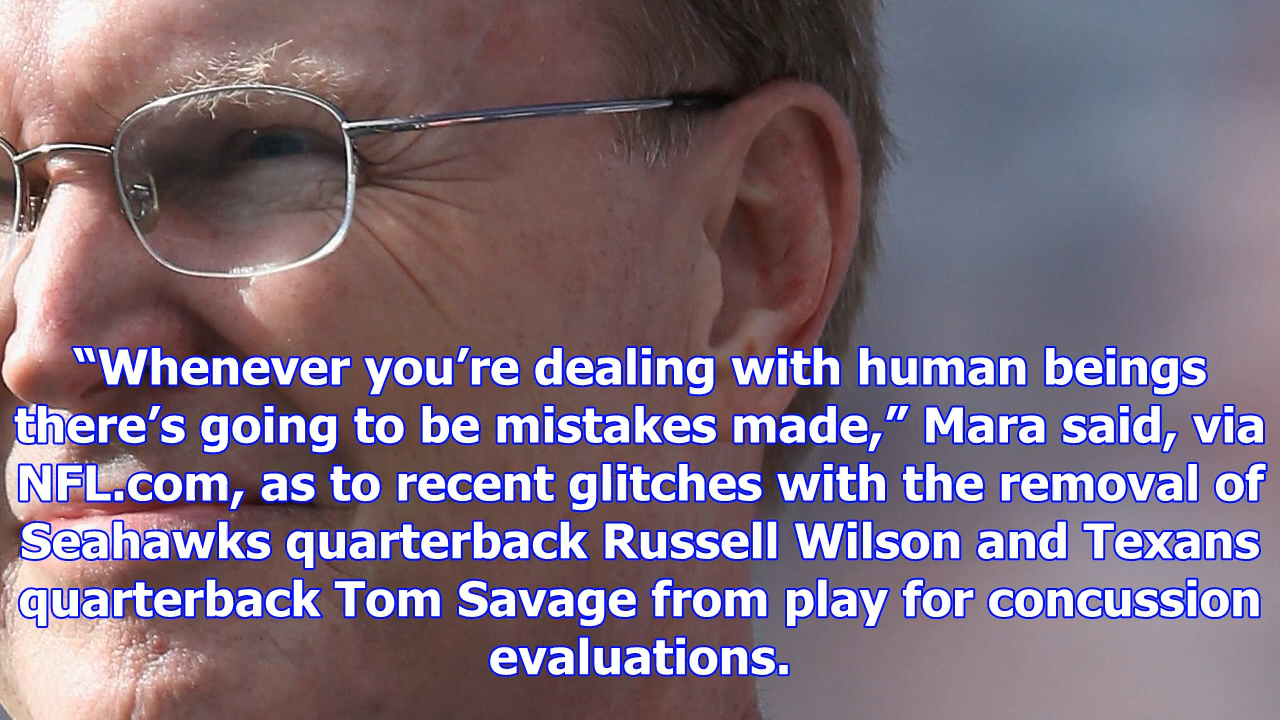 “Whenever you’re dealing with human beings
there’s going to be mistakes made,” Mara said, via
NFL.com, as to recent glitches with the removal of
Seahawks quarterback Russell Wilson and Texans
quarterback Tom Savage from play for concussion
evaluations.